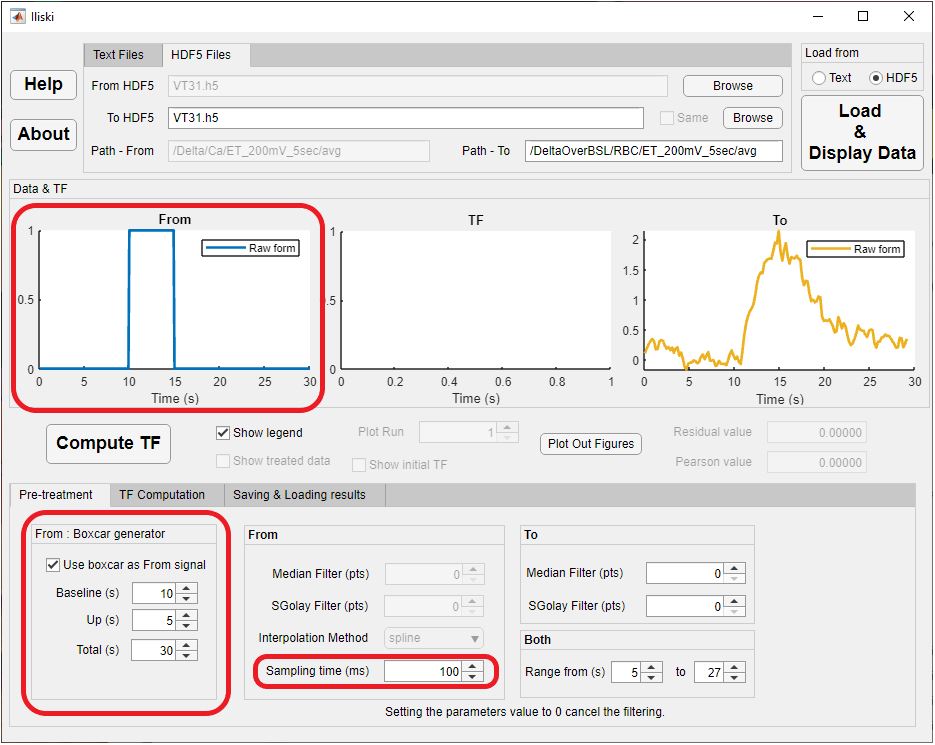 Iliski
Text Files HDF5 Files
Load from
Help
From HDF5 VT31.h5 Browse
Text HDF5
To HDF5 VT31.h5 Same Browse
About
Load
&
Display Data
Path - From /Delta/Ca/ET_200mV_5sec/avg Path - To /DeltaOverBSL/RBC/ET_200mV_5sec/avg
Data & TF
From
1
0.5
0
0 5 10 15 20 25 30
Time (s)
Raw form
TF
1
.5
0
0 0.2 0.4 0.6 0.8 1
Time (s)
To
2
1.5
1
0.5
0
0 5 10 15 20 25 30
Time (s)
Raw form
Compute TF
Show legend Plot Run 1
Show treated data Show initial TF
Plot Out Figures
Residual value 0.00000
Pearson value 0.00000
Pre-treatment TF Computation Saving & Loading results
From : Boxcar generator
Use boxcar as From signal
Baseline (s) 10
Up (s) 5
Total (s) 30
From
Median Filter (pts) 0
SGolay Filter (pts) 0
Interpolation Method spline
Sampling time (ms) 100
To
Median Filter (pts) 0
SGolay Filter (pts) 0
Both
Range from (s) 5 to 27
Setting the parameters value to 0 cancel the filtering.